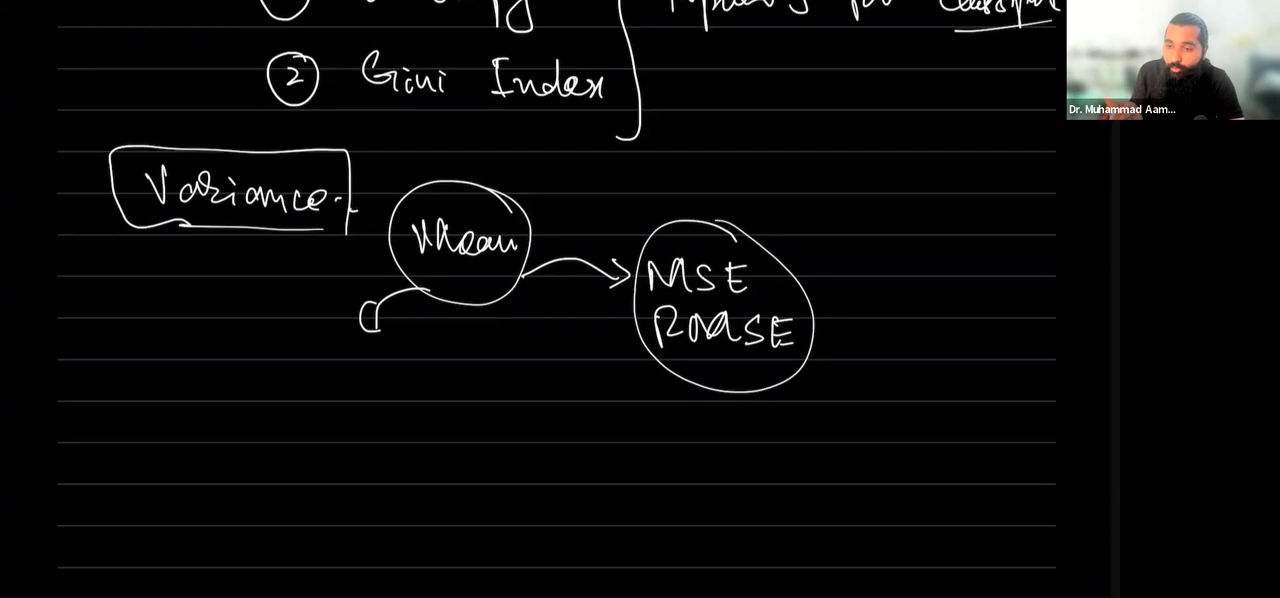 ② Gini Index
Dr. Muhammad Aam...
Variance.
Mean
MSE
RMSE